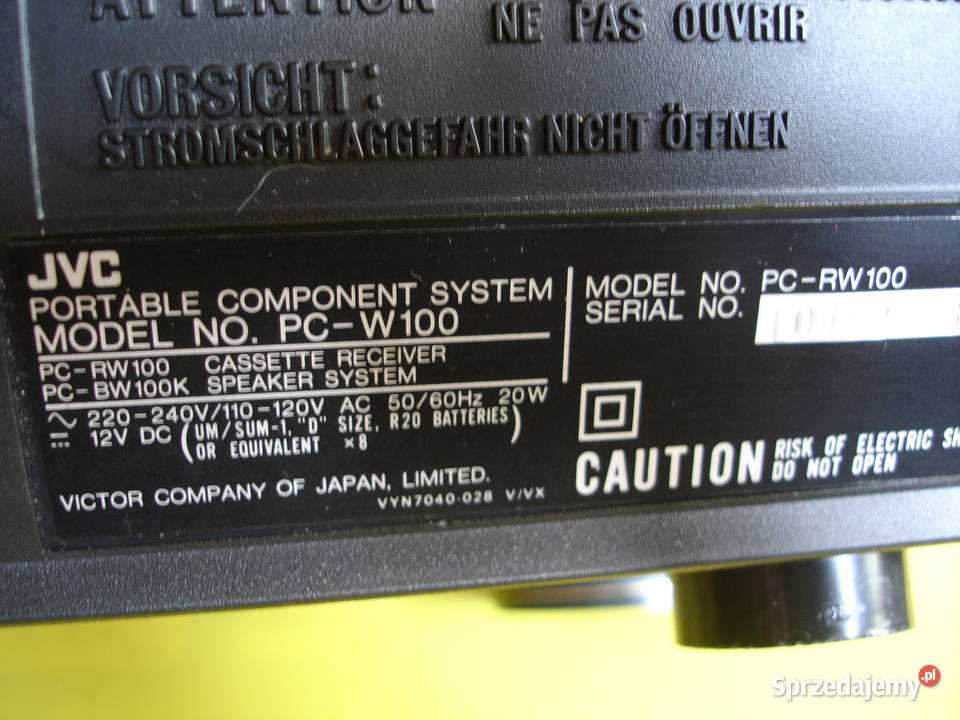 ATTENTION
NE PAS OUVRIR
VORSICHT:
STROMSCHLAGGEFAHR NICHT ÖFFNEN
JVC
PORTABLE COMPONENT SYSTEM
MODEL NO. PC-W100
PC-RW100 CASSETTE RECEIVER
PC-BW100K SPEAKER SYSTEM
~ 220-240V/110-120V AC 50/60Hz 20W
⎓ 12V DC (UM/SUM-1, "D" SIZE, R20 BATTERIES)
OR EQUIVALENT ×8
VICTOR COMPANY OF JAPAN, LIMITED.
VYN7040-028 V/VX
MODEL NO. PC-RW100
SERIAL NO.
CAUTION RISK OF ELECTRIC SH
DO NOT OPEN
Sprzedajemy.pl